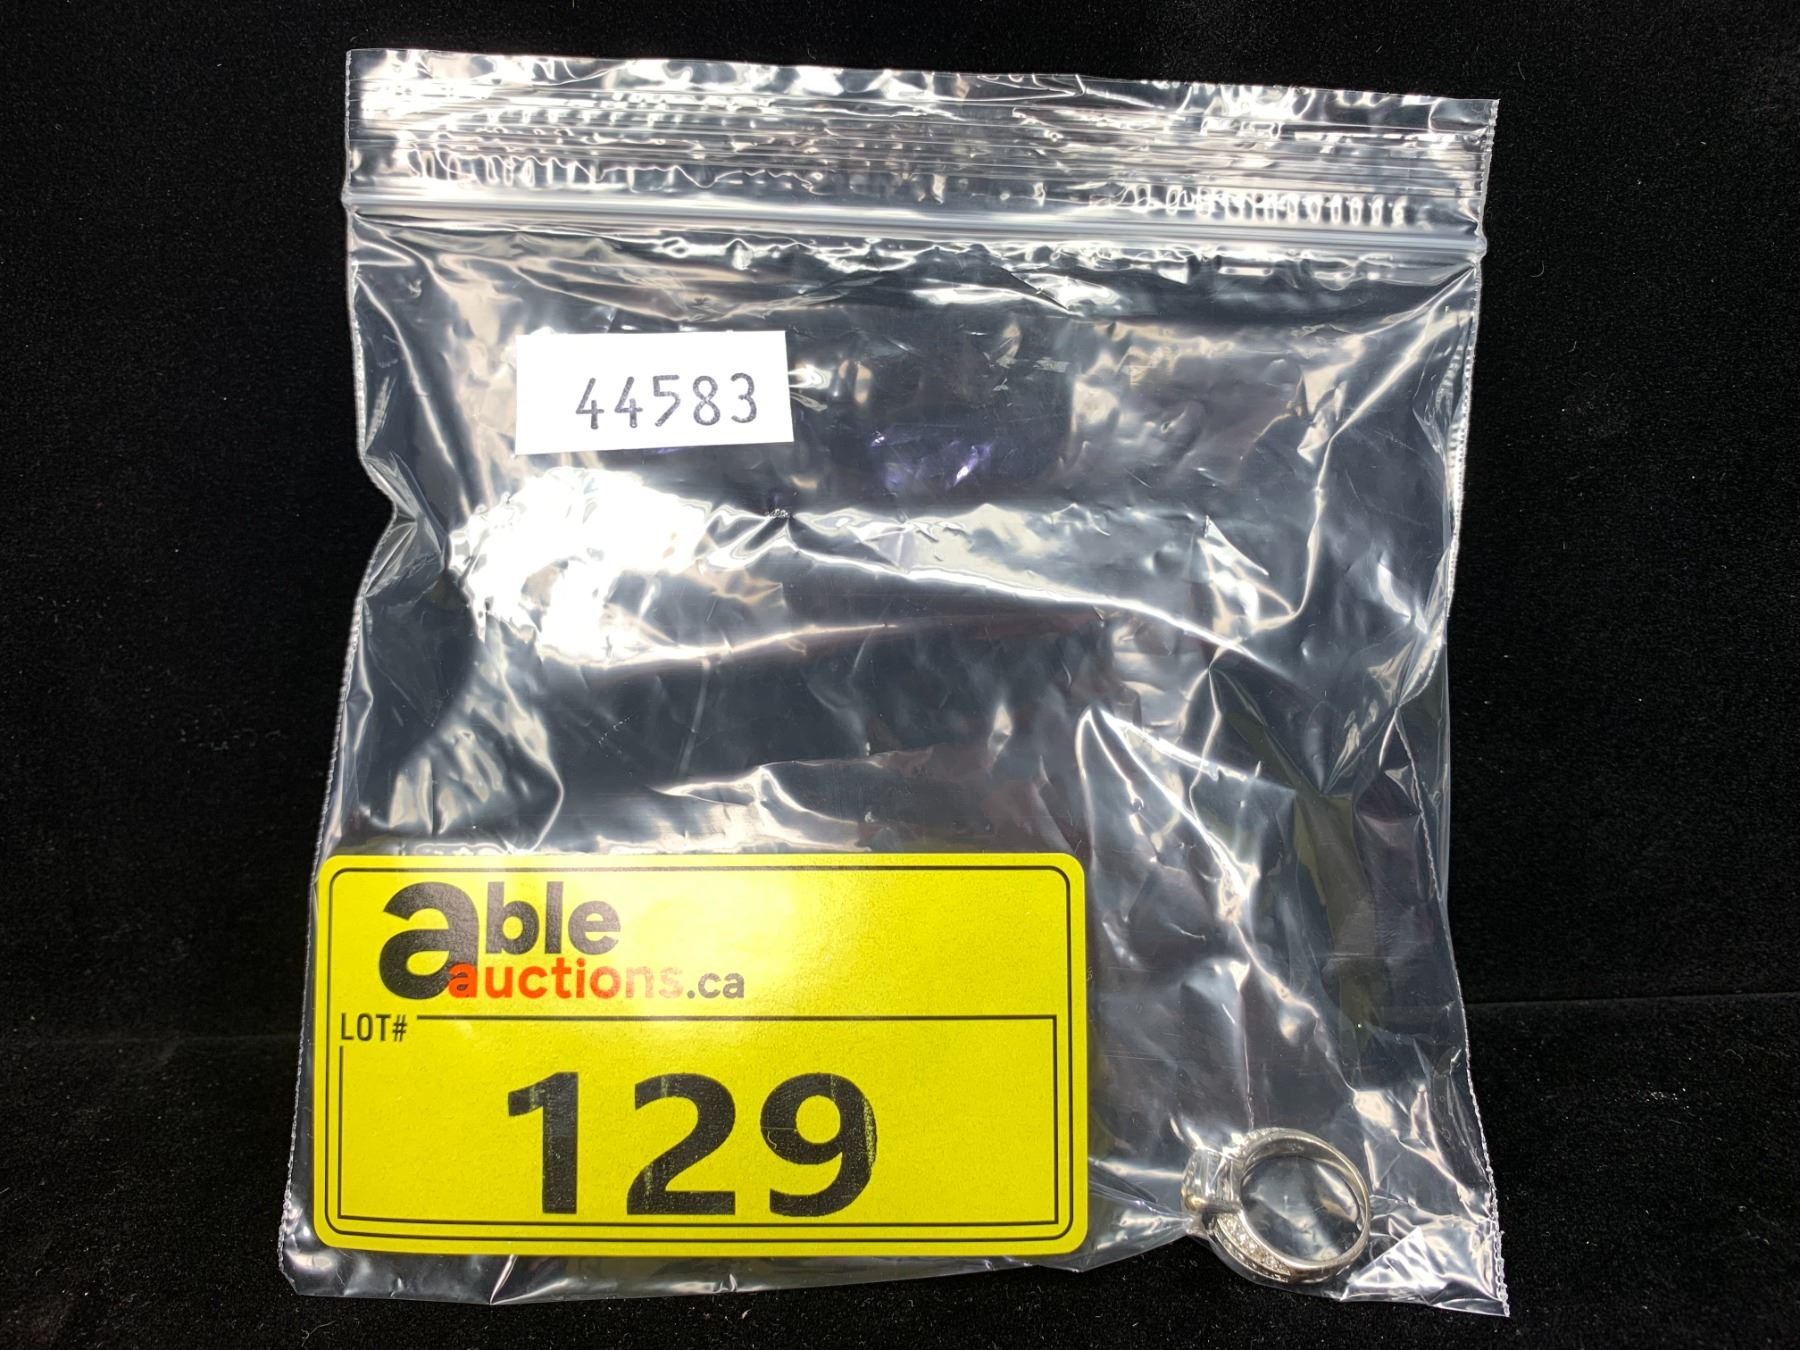 44583
able
auctions.ca
LOT#
129